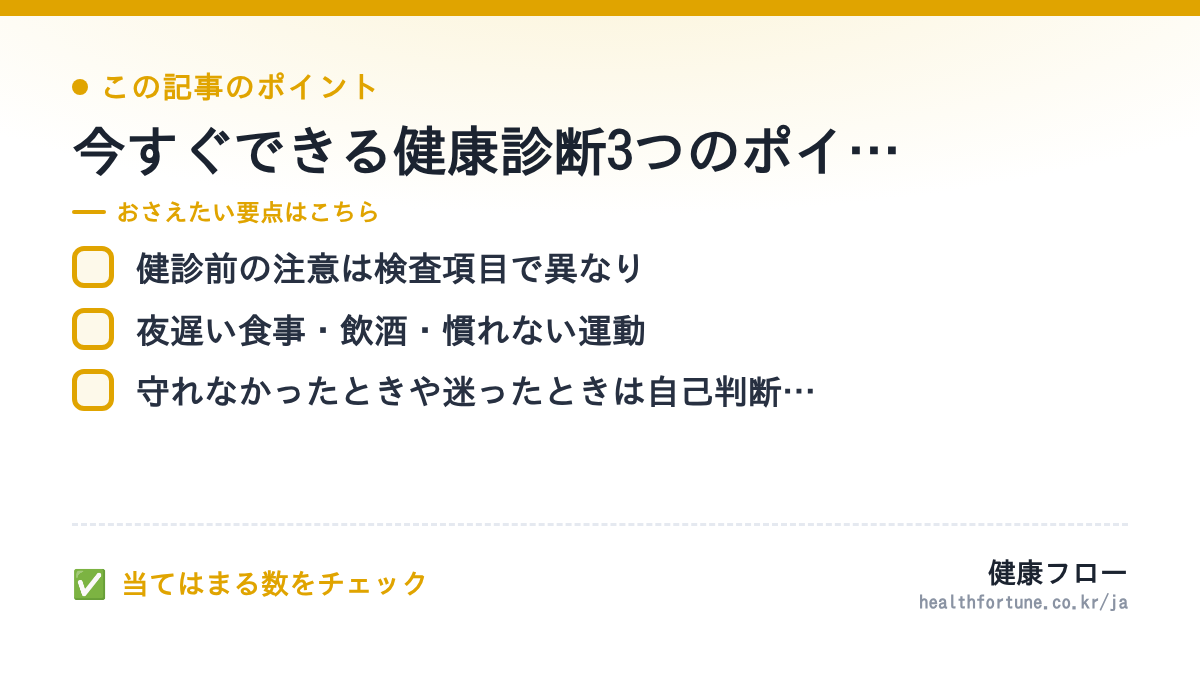 この記事のポイント
今すぐできる健康診断3つのポイ…
おさえたい要点はこちら
健診前の注意は検査項目で異なり
夜遅い食事・飲酒・慣れない運動
守れなかったときや迷ったときは自己判断…
✅ 当てはまる数をチェック
健康フロー
healthfortune.co.kr/ja